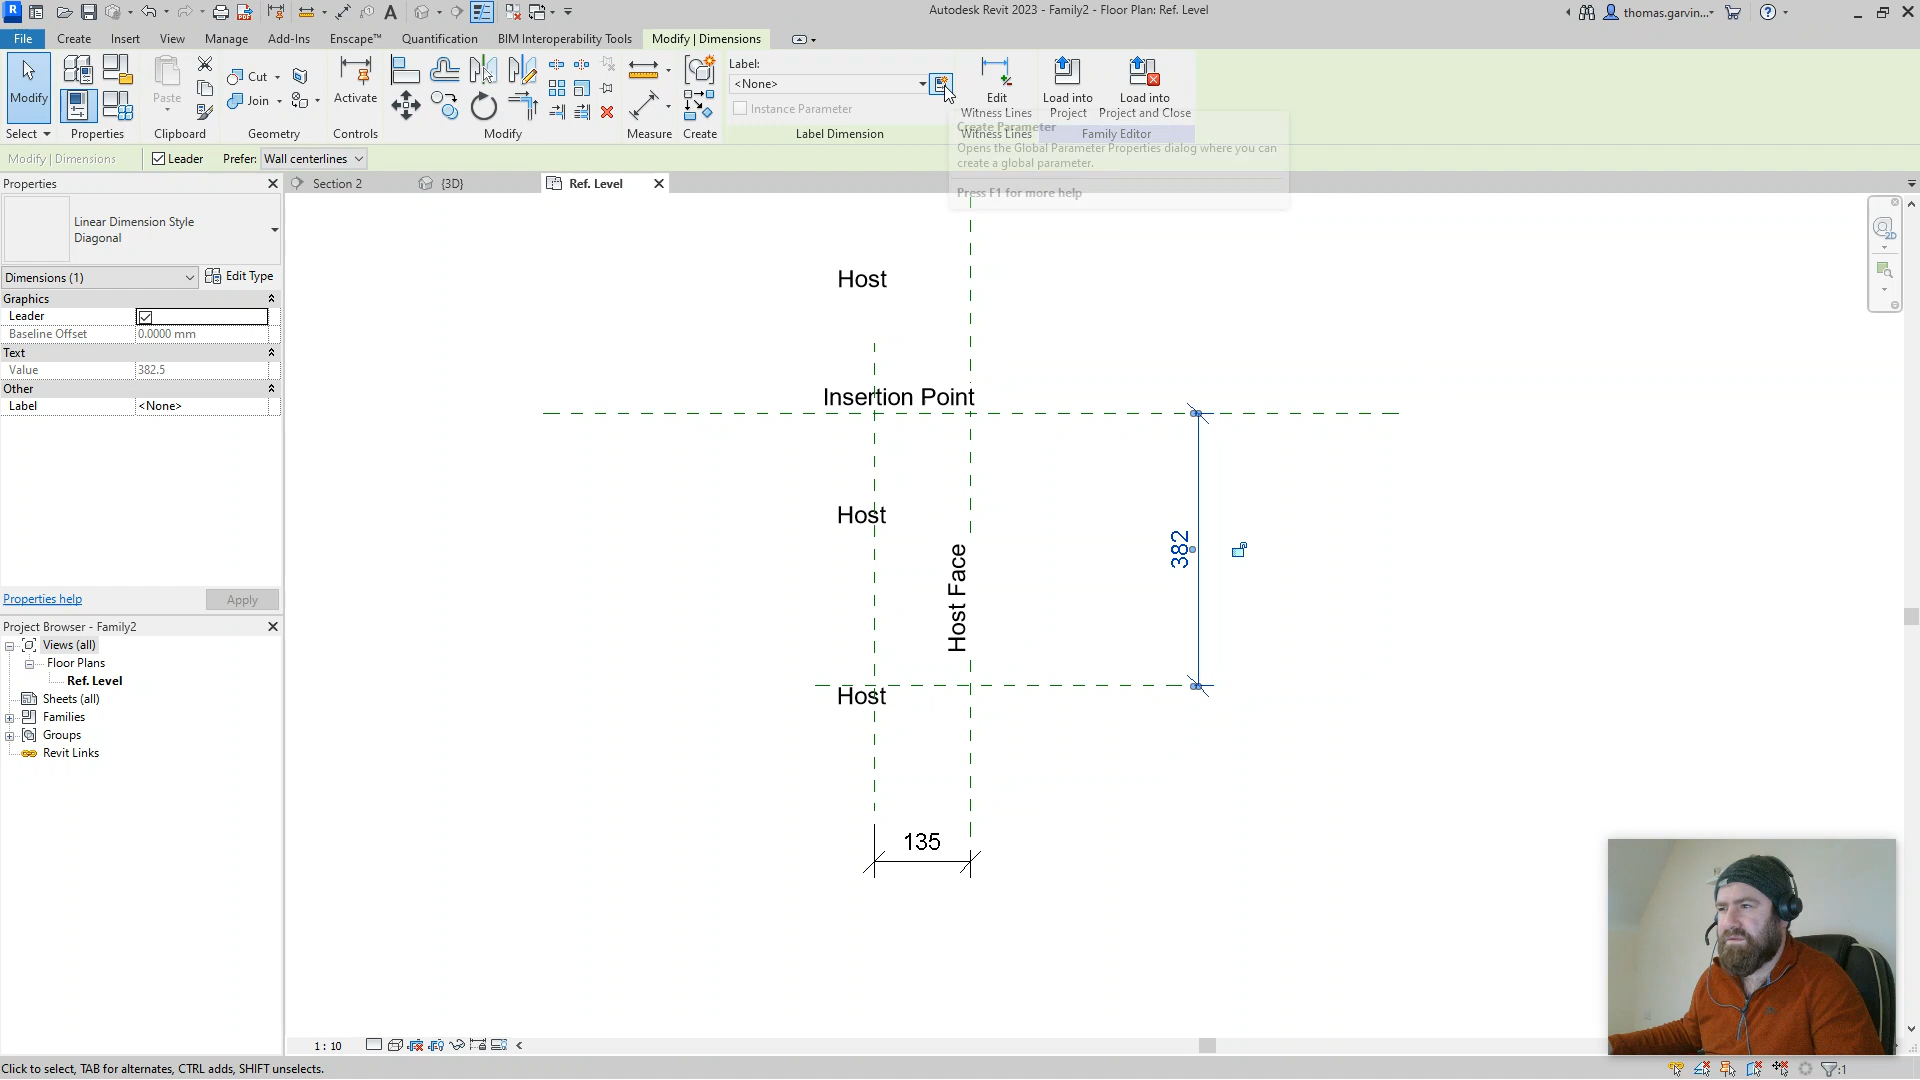 Autodesk Revit 2023 - Family2 - Floor Plan: Ref. Level
thomas.garvin...
File Create Insert View Manage Add-Ins Enscape™ Quantification BIM Interoperability Tools Modify | Dimensions
Label:
<None>
Instance Parameter
Modify
Paste
Cut
Join
Activate
Edit
Witness Lines
Load into
Project
Load into
Project and Close
Select Properties Clipboard Geometry Controls Modify Measure Create Label Dimension Witness Lines Family Editor
Create Parameter
Opens the Global Parameter Properties dialog where you can
create a global parameter.
Press F1 for more help
Modify | Dimensions Leader Prefer: Wall centerlines
Properties
Section 2 {3D} Ref. Level
Linear Dimension Style
Diagonal
Dimensions (1) Edit Type
Graphics
Leader
Baseline Offset 0.0000 mm
Text
Value 382.5
Other
Label <None>
Properties help Apply
Project Browser - Family2
Views (all)
Floor Plans
Ref. Level
Sheets (all)
Families
Groups
Revit Links
Host
Insertion Point
Host
Host Face
382
Host
135
2D
1 : 10
Click to select, TAB for alternates, CTRL adds, SHIFT unselects.
:1